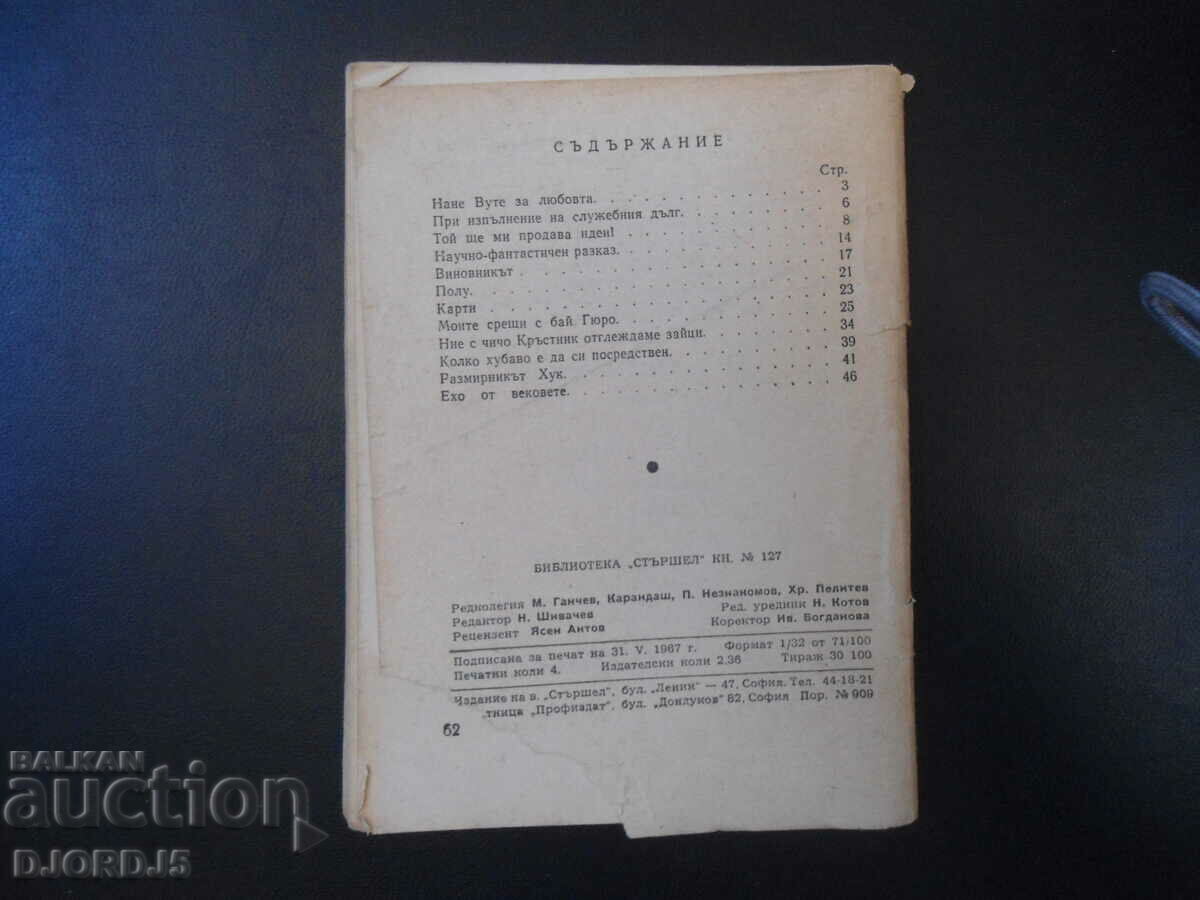 СЪДЪРЖАНИЕ
Стр.
Нане Вуте за любовта. . . . . . . . . . . . 3
При изпълнение на служебния дълг. . . . . . . . 6
Той ще ми продава идеи! . . . . . . . . . . 8
Научно-фантастичен разказ. . . . . . . . . . 14
Виновникът . . . . . . . . . . . . . . . 17
Полу. . . . . . . . . . . . . . . . . 21
Карти . . . . . . . . . . . . . . . . 23
Моите срещи с бай Гюро. . . . . . . . . . . 25
Ние с чичо Кръстник отглеждаме зайци. . . . . . . 34
Колко хубаво е да си посредствен. . . . . . . . . 39
Размирникът Хук. . . . . . . . . . . . . 41
Ехо от вековете. . . . . . . . . . . . . 46
БИБЛИОТЕКА „СТЪРШЕЛ" КН. № 127
Редколегия М. Ганчев, Карандаш, П. Незнакомов, Хр. Пелитев
Редактор Н. Шивачев Ред. уредник Н. Котов
Рецензент Ясен Антов Коректор Ив. Богданова
Подписана за печат на 31. V. 1967 г. Формат 1/32 от 71/100
Печатни коли 4. Издателски коли 2.36 Тираж 30 100
Издание на в. „Стършел", бул. „Ленин" — 47, София. Тел. 44-18-21
тница „Профиздат", бул. „Дондуков" 82, София Пор. № 909
62
BALKAN
auction
DJORDJ5